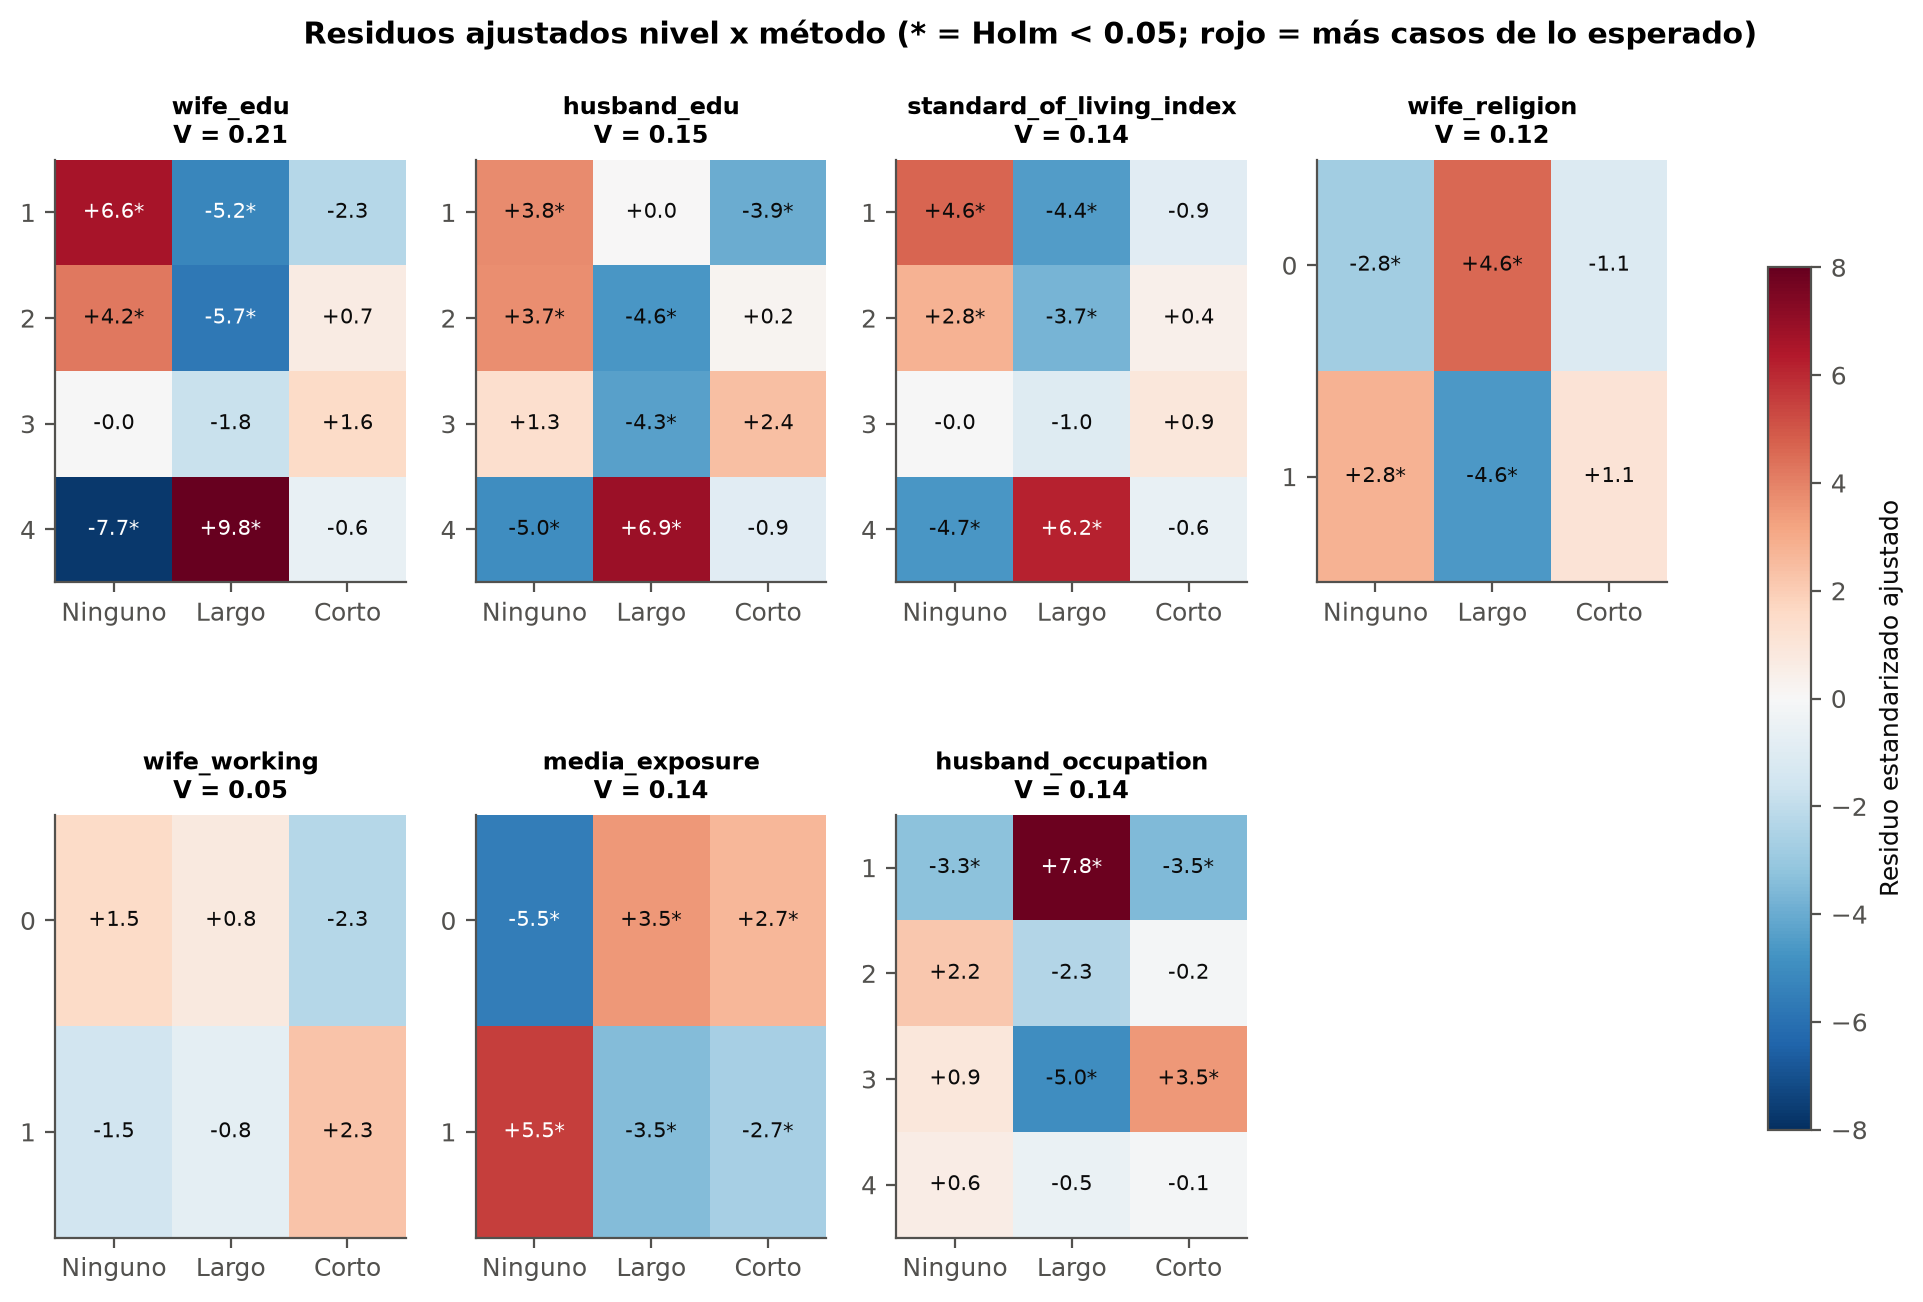 Residuos ajustados nivel x método (* = Holm < 0.05; rojo = más casos de lo esperado)
wife_edu
V = 0.21
1 +6.6* -5.2* -2.3
2 +4.2* -5.7* +0.7
3 -0.0 -1.8 +1.6
4 -7.7* +9.8* -0.6
Ninguno Largo Corto
husband_edu
V = 0.15
1 +3.8* +0.0 -3.9*
2 +3.7* -4.6* +0.2
3 +1.3 -4.3* +2.4
4 -5.0* +6.9* -0.9
Ninguno Largo Corto
standard_of_living_index
V = 0.14
1 +4.6* -4.4* -0.9
2 +2.8* -3.7* +0.4
3 -0.0 -1.0 +0.9
4 -4.7* +6.2* -0.6
Ninguno Largo Corto
wife_religion
V = 0.12
0 -2.8* +4.6* -1.1
1 +2.8* -4.6* +1.1
Ninguno Largo Corto
wife_working
V = 0.05
0 +1.5 +0.8 -2.3
1 -1.5 -0.8 +2.3
Ninguno Largo Corto
media_exposure
V = 0.14
0 -5.5* +3.5* +2.7*
1 +5.5* -3.5* -2.7*
Ninguno Largo Corto
husband_occupation
V = 0.14
1 -3.3* +7.8* -3.5*
2 +2.2 -2.3 -0.2
3 +0.9 -5.0* +3.5*
4 +0.6 -0.5 -0.1
Ninguno Largo Corto
8
6
4
2
0
−2
−4
−6
−8
Residuo estandarizado ajustado